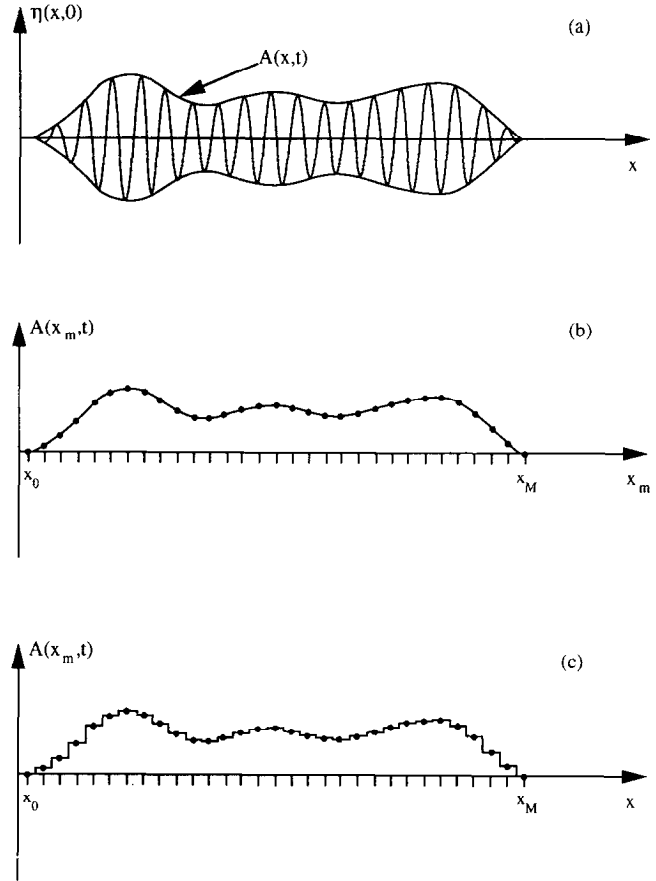 η(x,0)
(a)
A(x,t)
x
A(x_m,t)
(b)
x_0
x_M
x_m
A(x_m,t)
(c)
x_0
x_M
x